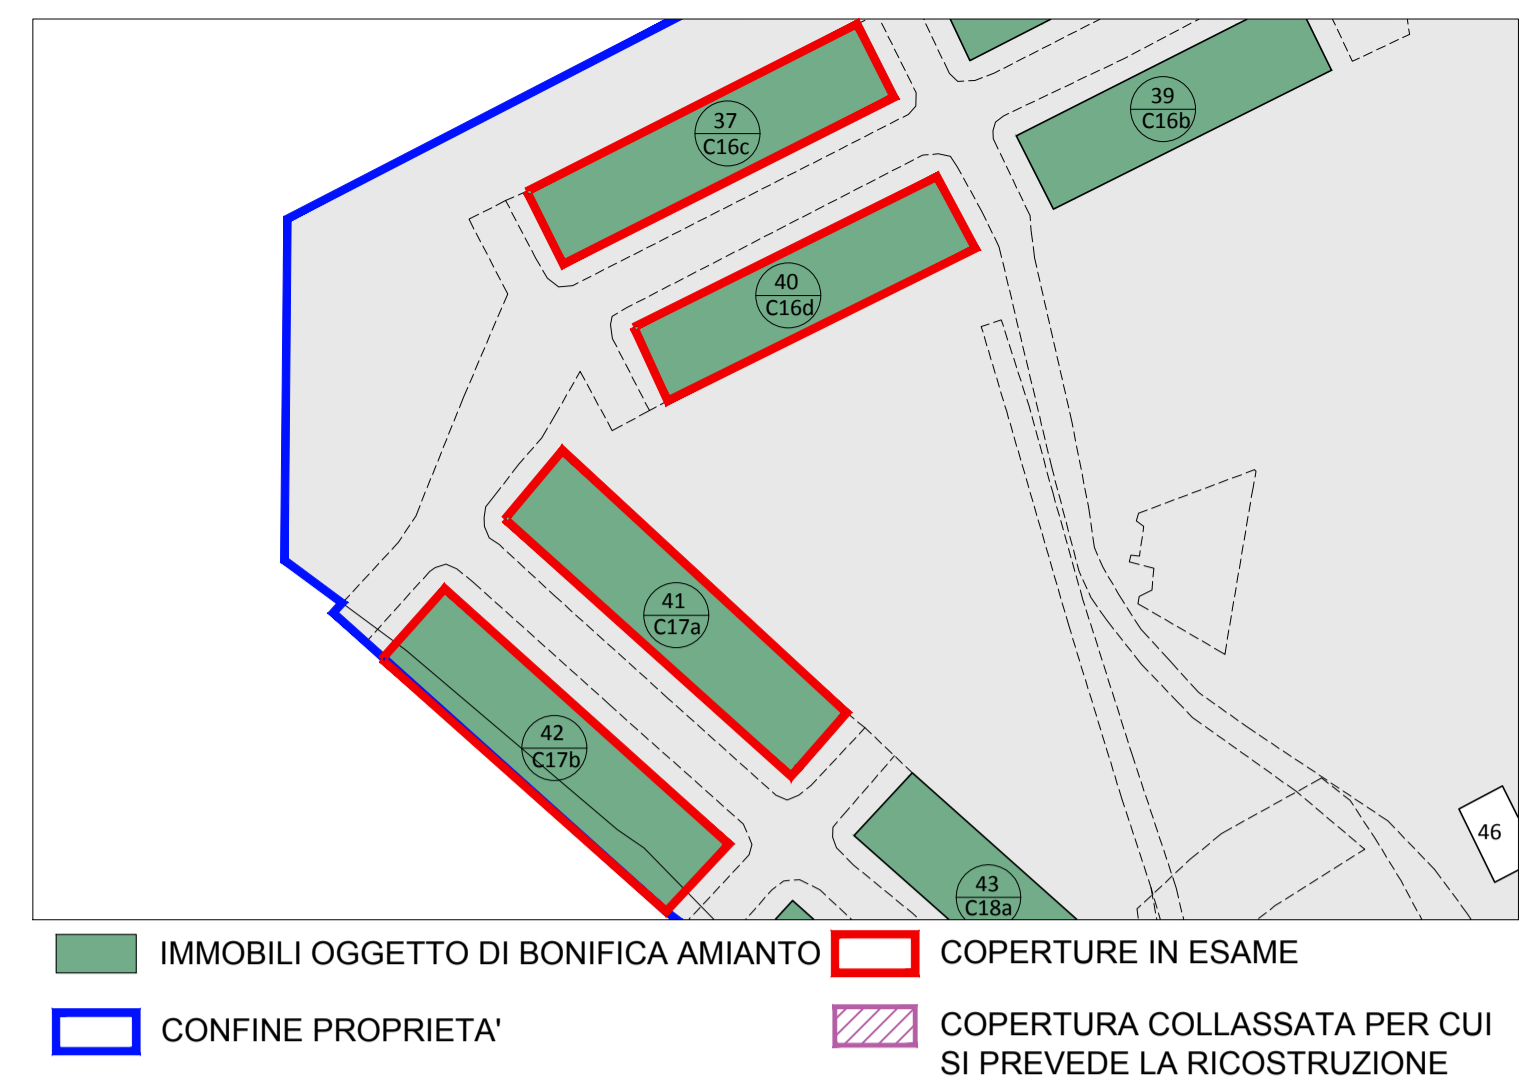 37
C16c
39
C16b
40
C16d
41
C17a
42
C17b
43
C18a
46
IMMOBILI OGGETTO DI BONIFICA AMIANTO
COPERTURE IN ESAME
CONFINE PROPRIETA'
COPERTURA COLLASSATA PER CUI
SI PREVEDE LA RICOSTRUZIONE